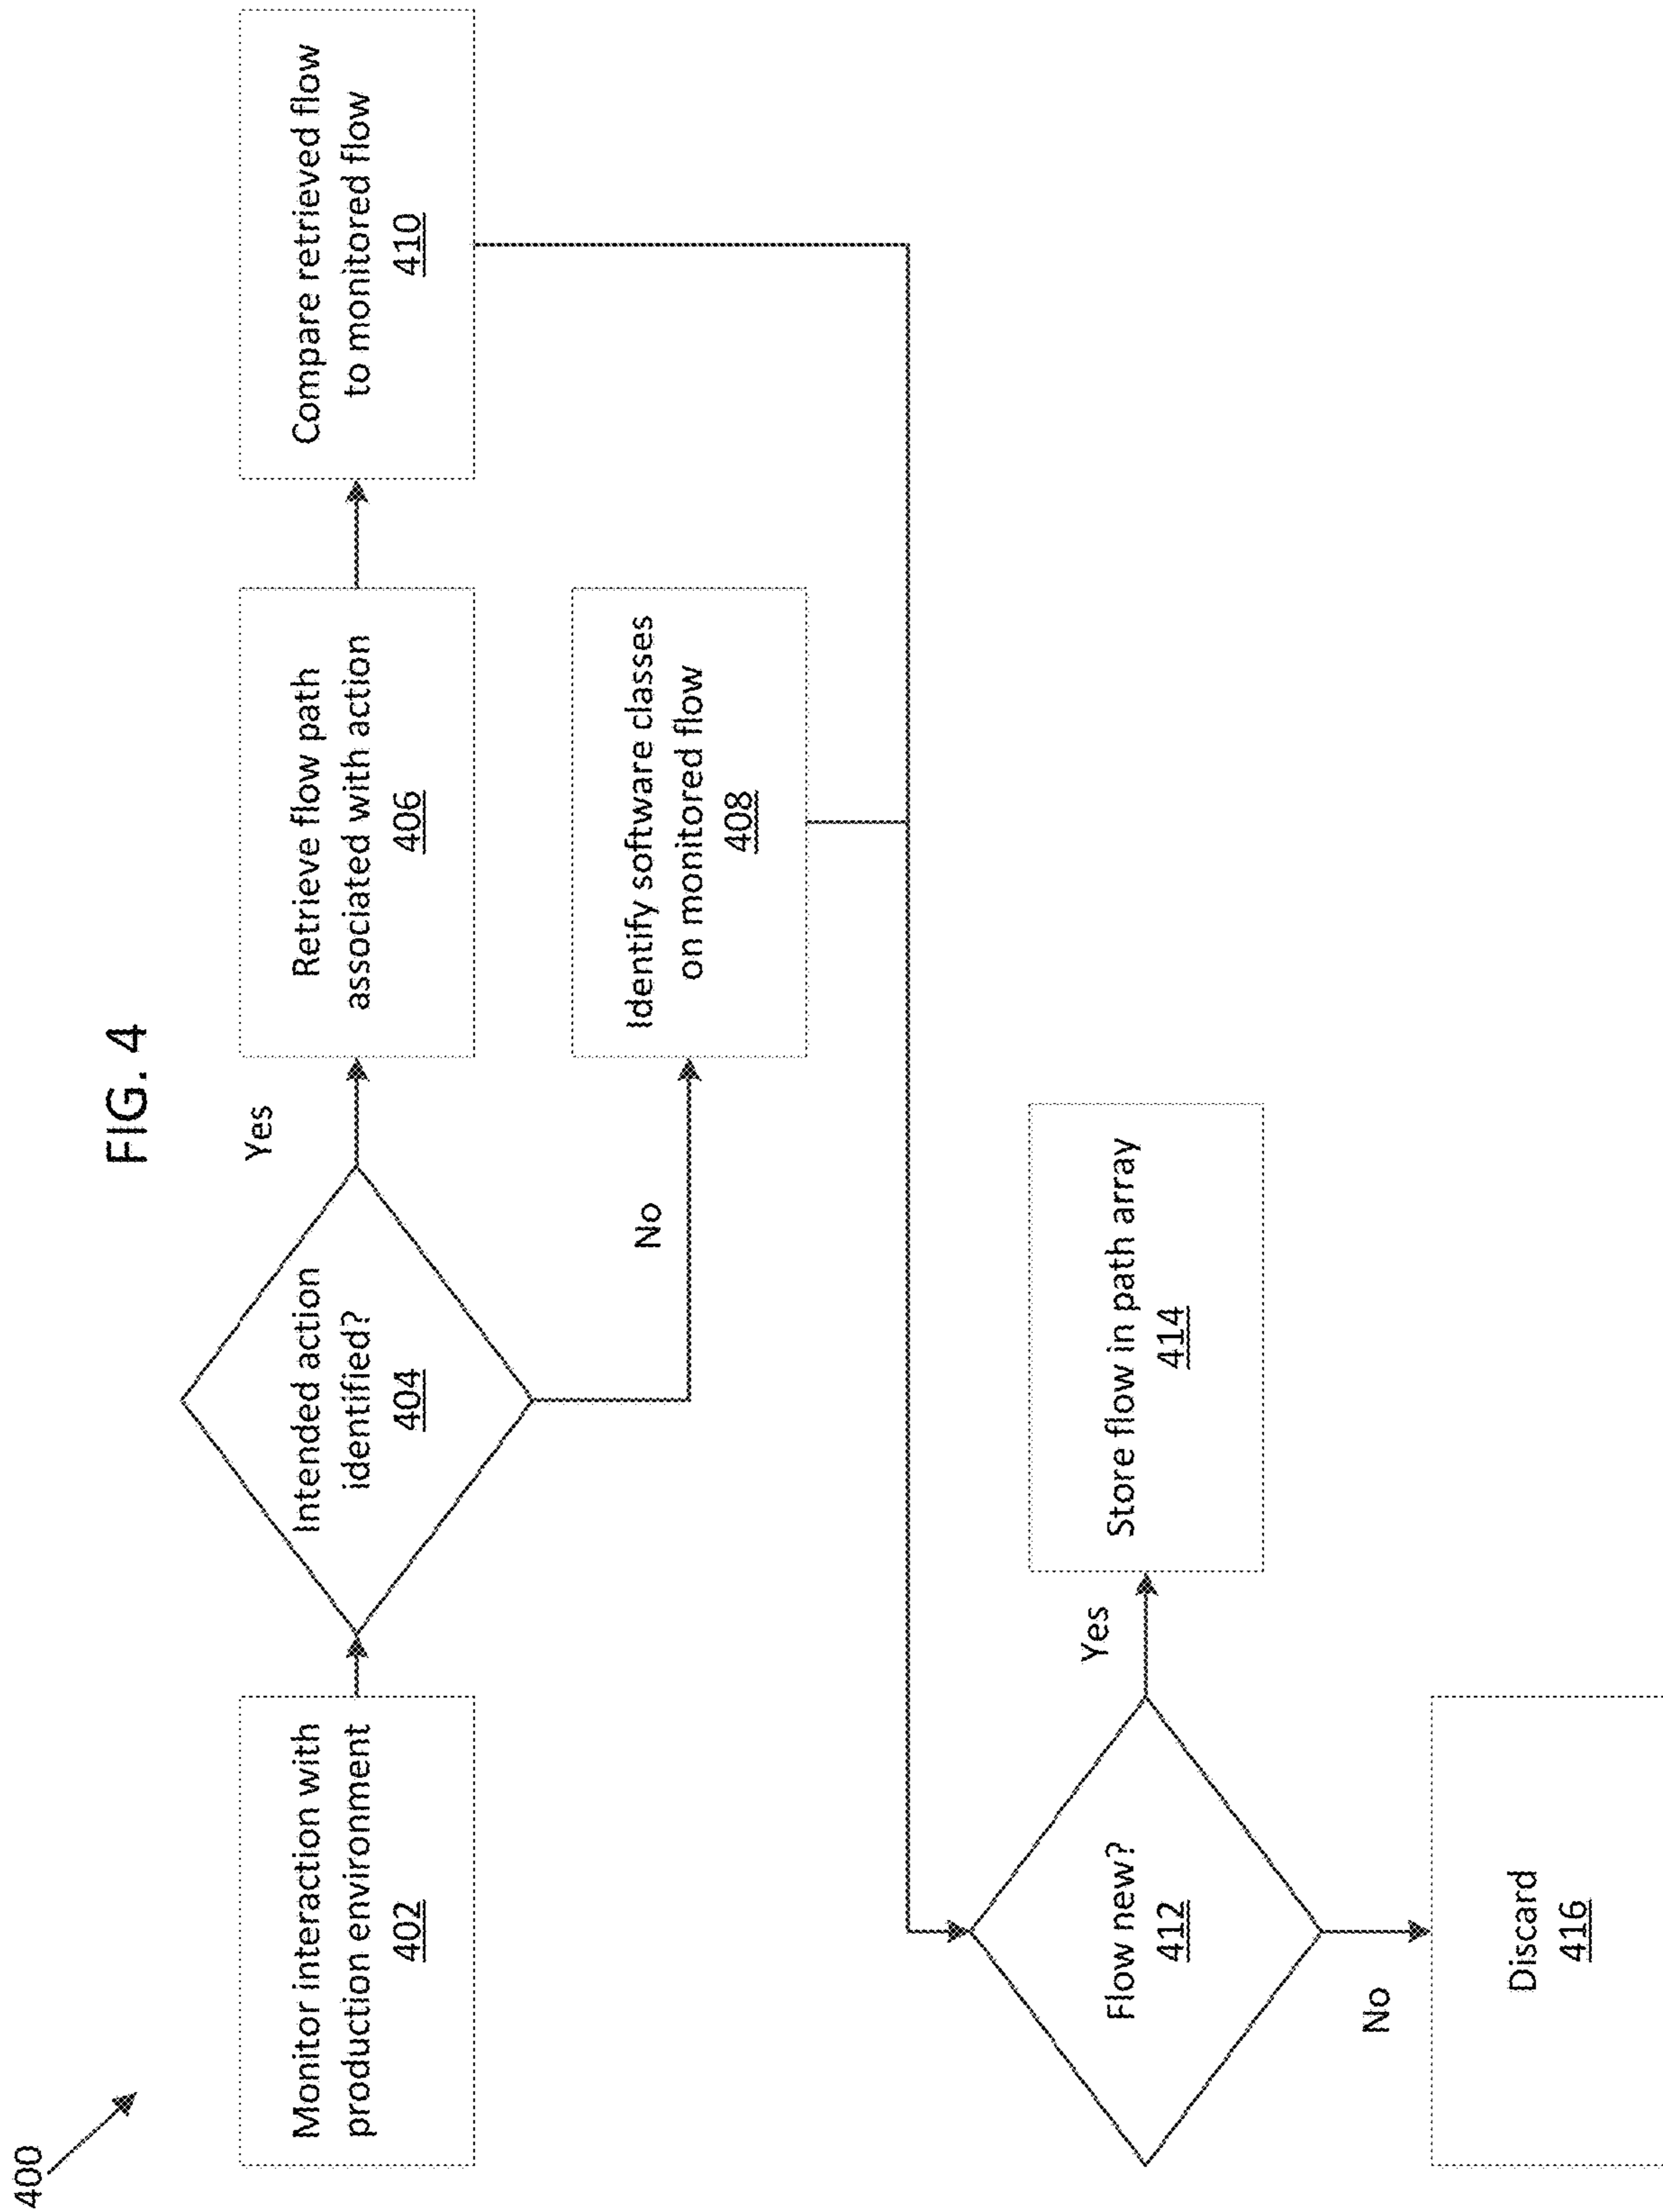 400
FIG. 4
Monitor interaction with
production environment
402
Intended action
identified?
404
Yes
Retrieve flow path
associated with action
406
Compare retrieved flow
to monitored flow
410
No
Identify software classes
on monitored flow
408
Flow new?
412
Yes
Store flow in path array
414
No
Discard
416